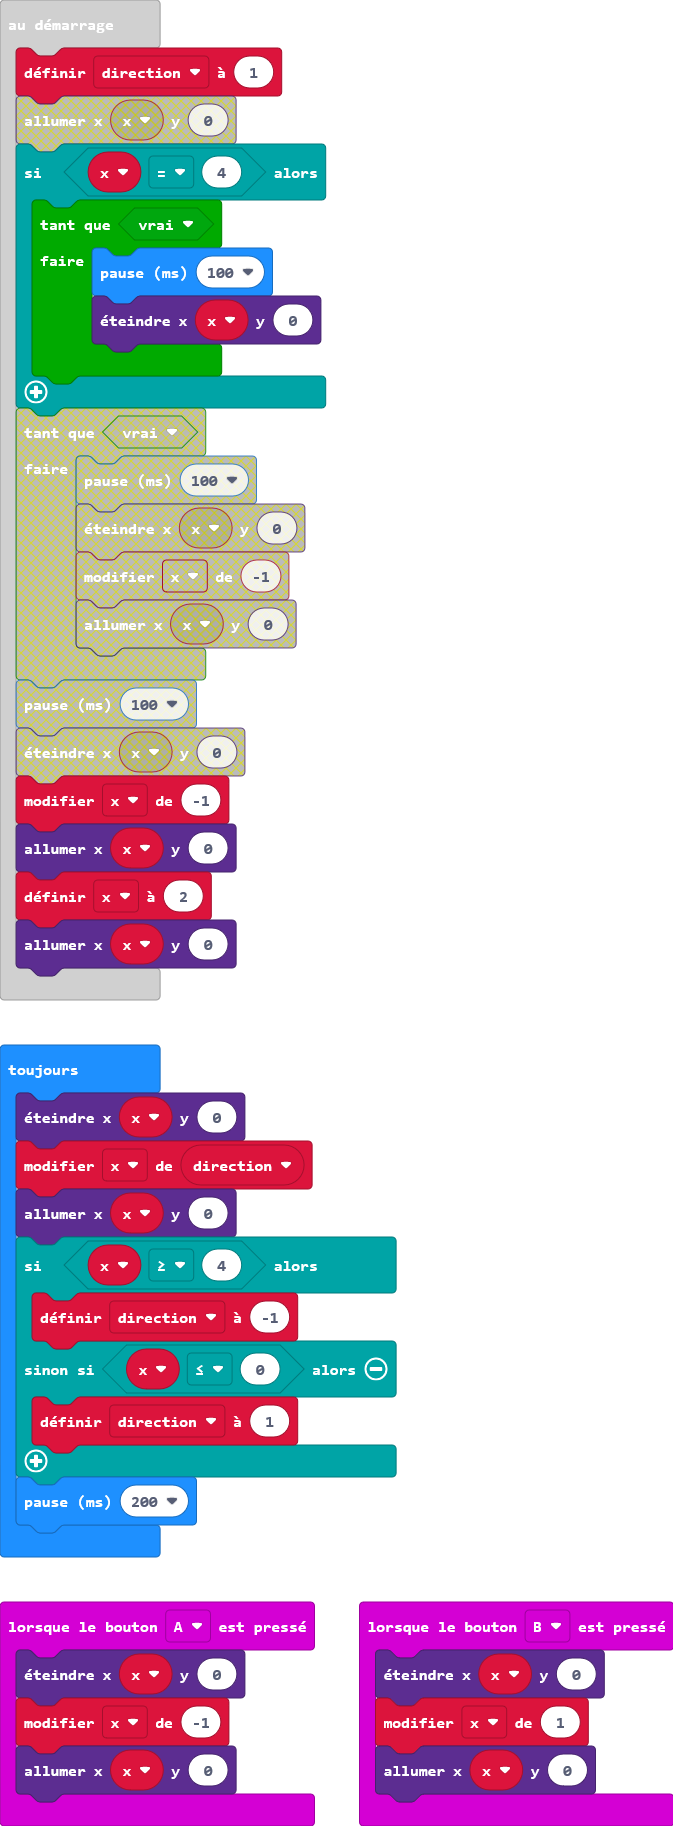 au démarrage
définir direction à 1
allumer x x y 0
si x = 4 alors
tant que vrai
faire pause (ms) 100
éteindre x x y 0
tant que vrai
faire pause (ms) 100
éteindre x x y 0
modifier x de -1
allumer x x y 0
pause (ms) 100
éteindre x x y 0
modifier x de -1
allumer x x y 0
définir x à 2
allumer x x y 0
toujours
éteindre x x y 0
modifier x de direction
allumer x x y 0
si x ≥ 4 alors
définir direction à -1
sinon si x ≤ 0 alors
définir direction à 1
pause (ms) 200
lorsque le bouton A est pressé
éteindre x x y 0
modifier x de -1
allumer x x y 0
lorsque le bouton B est pressé
éteindre x x y 0
modifier x de 1
allumer x x y 0